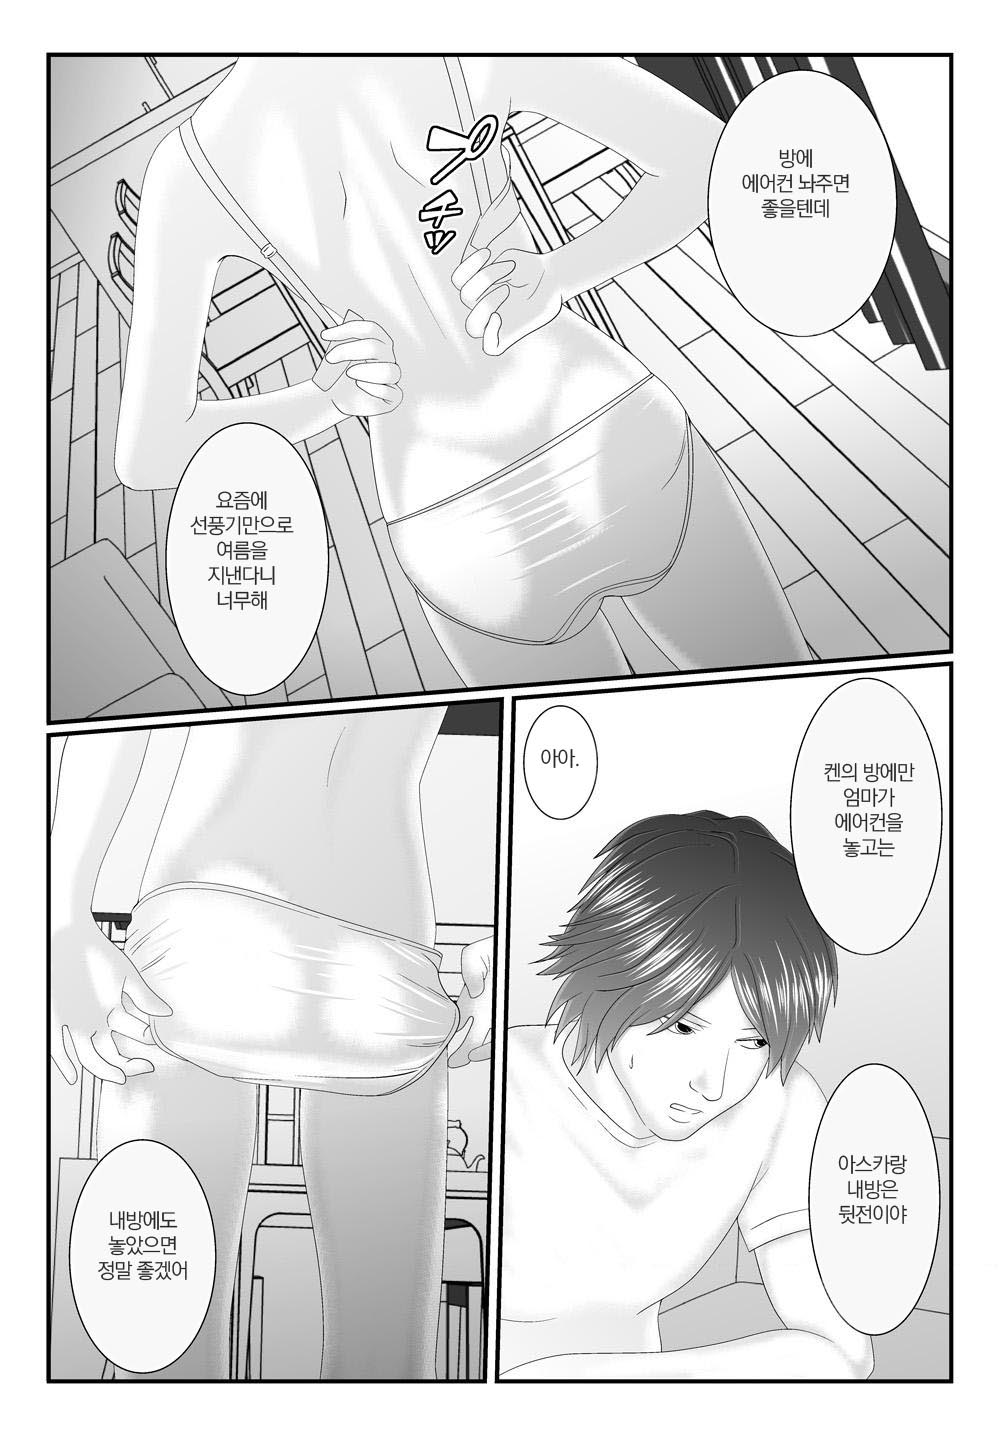 방에
에어컨 놔주면
좋을텐데
プ
チッ
요즘에
선풍기만으로
여름을
지낸다니
너무해
켄의 방에만
엄마가
에어컨을
놓고는
아아.
아스카랑
내방은
뒷전이야
내방에도
놓았으면
정말 좋겠어